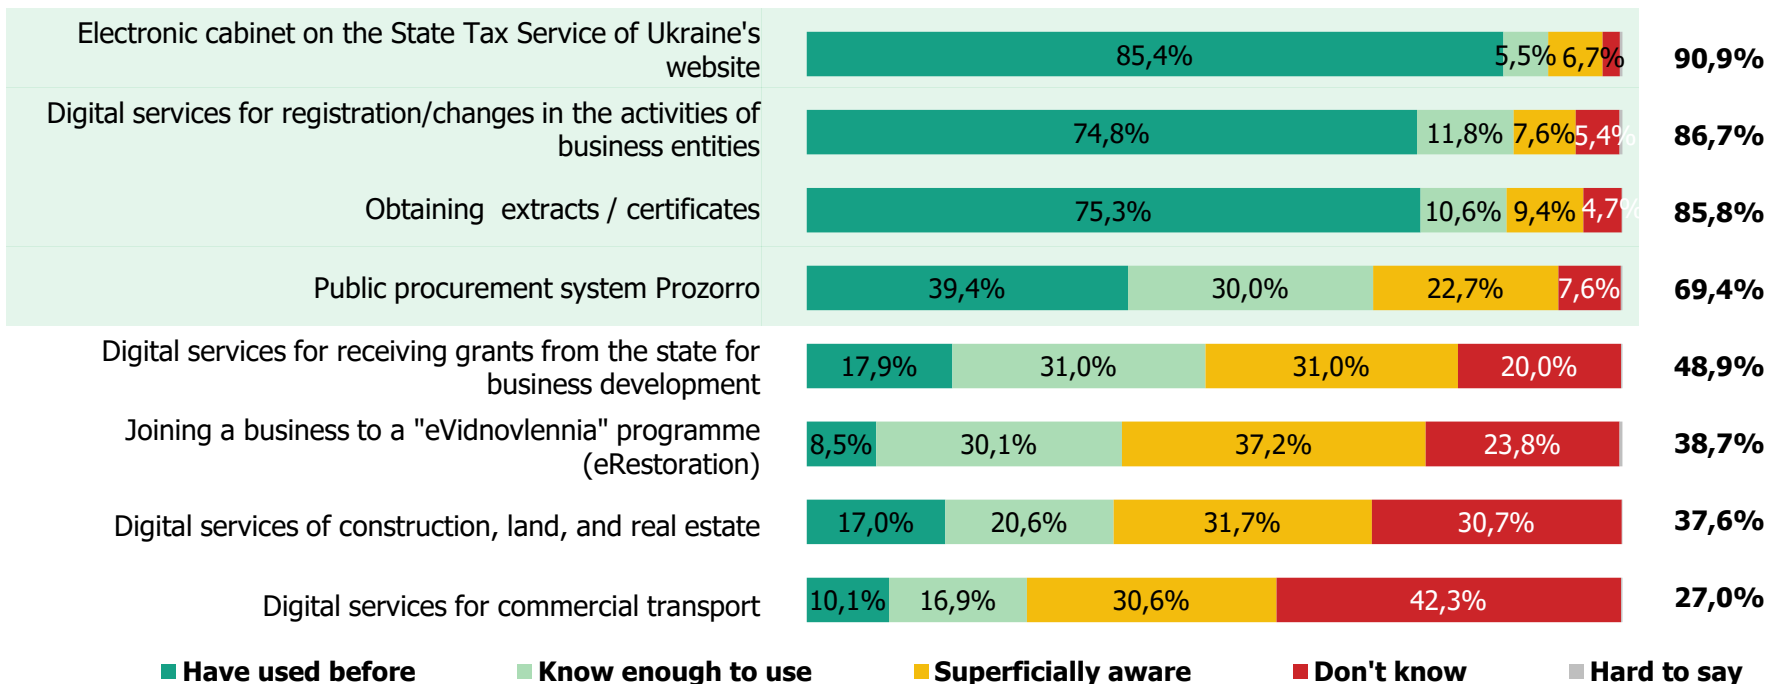 Electronic cabinet on the State Tax Service of Ukraine's
website
85,4% 5,5% 6,7% 90,9%
Digital services for registration/changes in the activities of
business entities
74,8% 11,8% 7,6% 5,4% 86,7%
Obtaining extracts / certificates
75,3% 10,6% 9,4% 4,7% 85,8%
Public procurement system Prozorro
39,4% 30,0% 22,7% 7,6% 69,4%
Digital services for receiving grants from the state for
business development
17,9% 31,0% 31,0% 20,0% 48,9%
Joining a business to a "eVidnovlennia" programme
(eRestoration)
8,5% 30,1% 37,2% 23,8% 38,7%
Digital services of construction, land, and real estate
17,0% 20,6% 31,7% 30,7% 37,6%
Digital services for commercial transport
10,1% 16,9% 30,6% 42,3% 27,0%
Have used before Know enough to use Superficially aware Don't know Hard to say